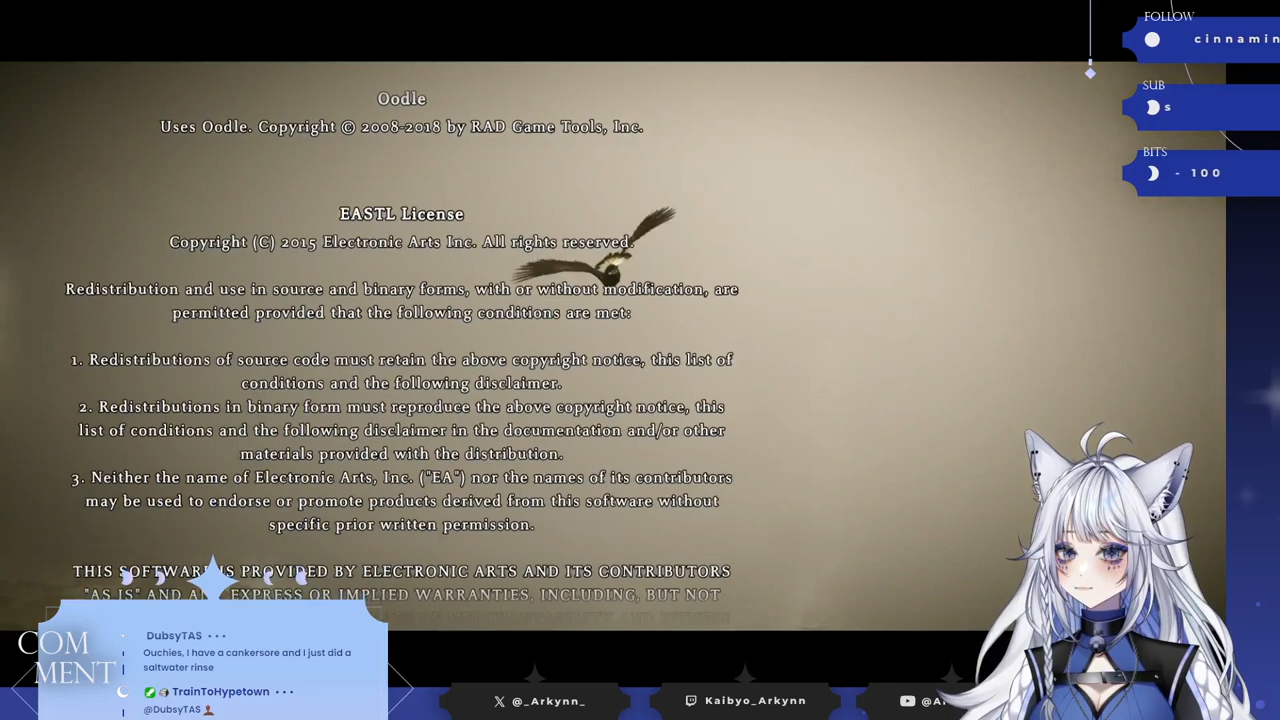 Oodle
Uses Oodle. Copyright © 2008-2018 by RAD Game Tools, Inc.
EASTL License
Copyright (C) 2015 Electronic Arts Inc. All rights reserved.
Redistribution and use in source and binary forms, with or without modification, are
permitted provided that the following conditions are met:
1. Redistributions of source code must retain the above copyright notice, this list of
conditions and the following disclaimer.
2. Redistributions in binary form must reproduce the above copyright notice, this
list of conditions and the following disclaimer in the documentation and/or other
materials provided with the distribution.
3. Neither the name of Electronic Arts, Inc. ("EA") nor the names of its contributors
may be used to endorse or promote products derived from this software without
specific prior written permission.
THIS SOFTWARE IS PROVIDED BY ELECTRONIC ARTS AND ITS CONTRIBUTORS
"AS IS" AND ANY EXPRESS OR IMPLIED WARRANTIES, INCLUDING, BUT NOT
FOLLOW
cinnamin
SUB
s
BITS
- 100
COM
MENT
DubsyTAS
Ouchies, I have a cankersore and I just did a
saltwater rinse
TrainToHypetown
@DubsyTAS
@_Arkynn_
Kaibyo_Arkynn
@Ar